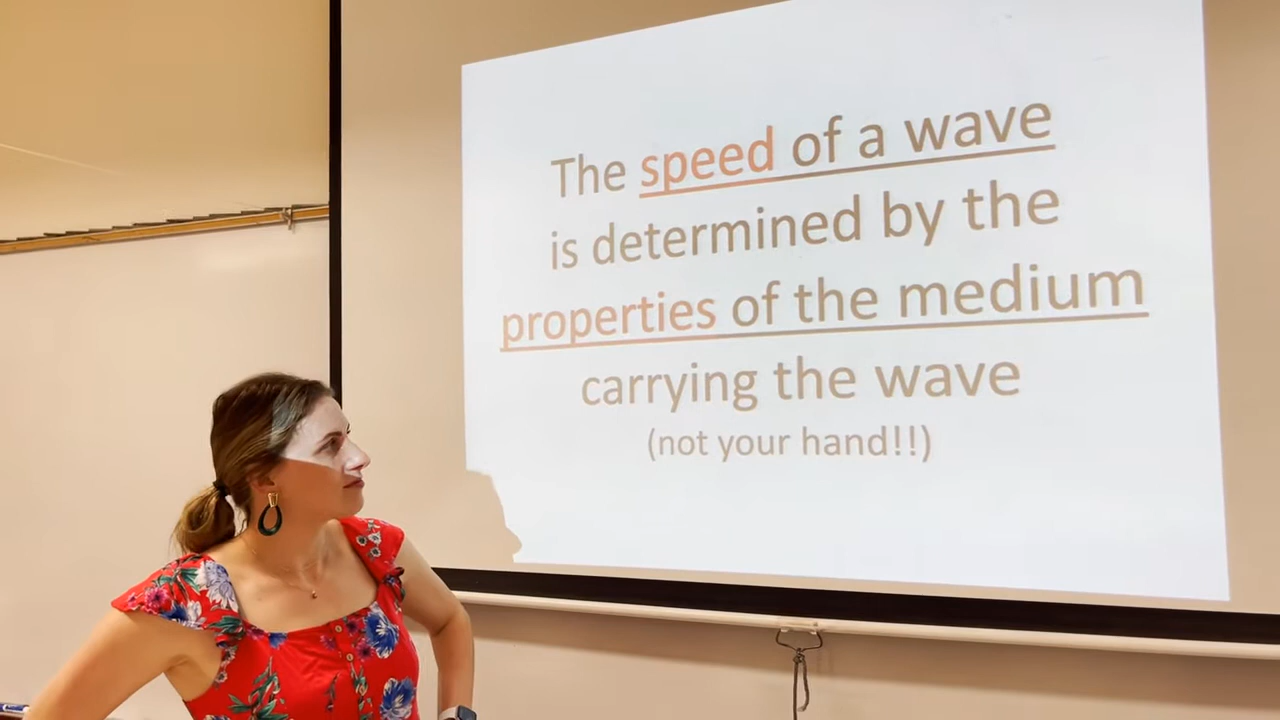 The speed of a wave
is determined by the
properties of the medium
carrying the wave
(not your hand!!)